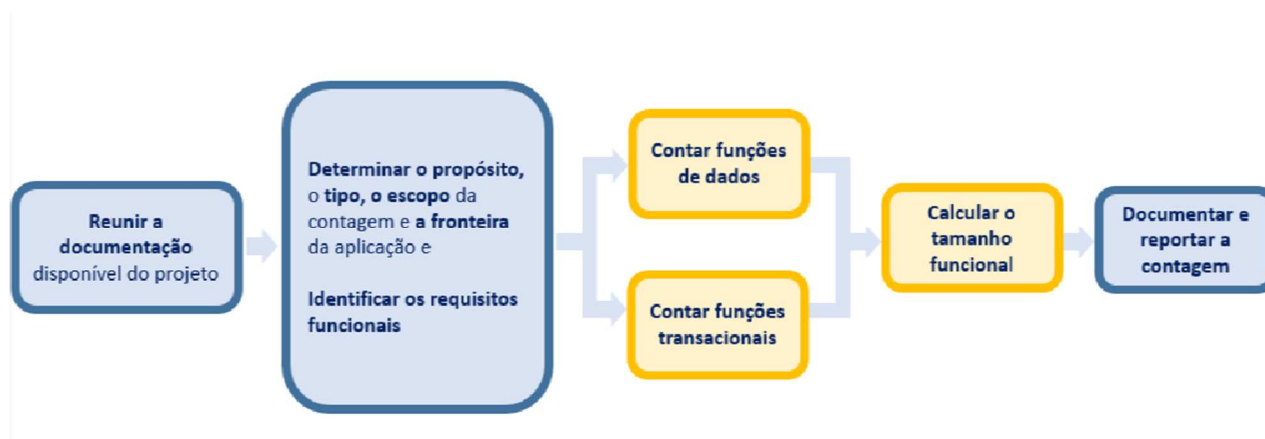 Reunir a
documentação
disponível do projeto
Determinar o propósito,
o tipo, o escopo da
contagem e a fronteira
da aplicação e
Identificar os requisitos
funcionais
Contar funções
de dados
Contar funções
transacionais
Calcular o
tamanho
funcional
Documentar e
reportar a
contagem